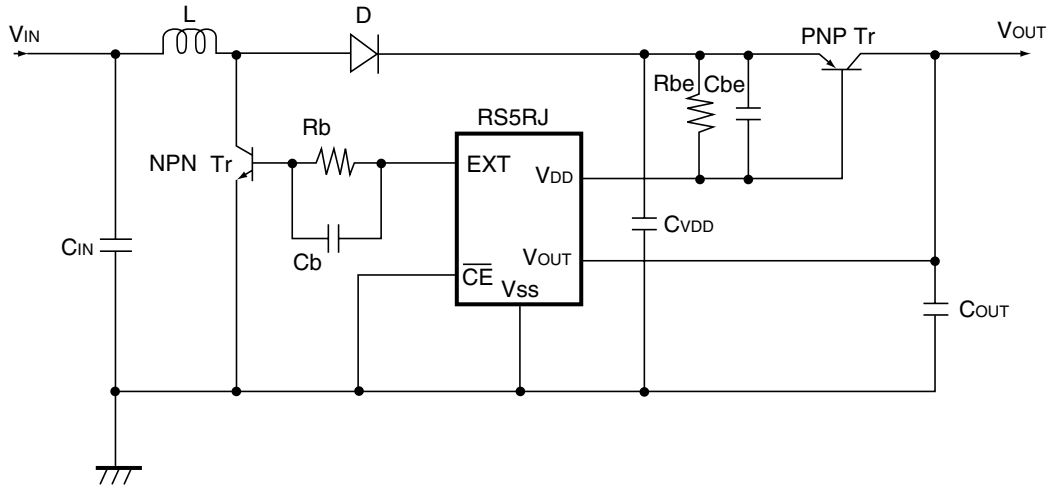 L
D
VIN
PNP Tr
VOUT
Rbe
Cbe
RS5RJ
Rb
EXT
NPN Tr
VDD
CVDD
CIN
Cb
VOUT
CE
Vss
COUT